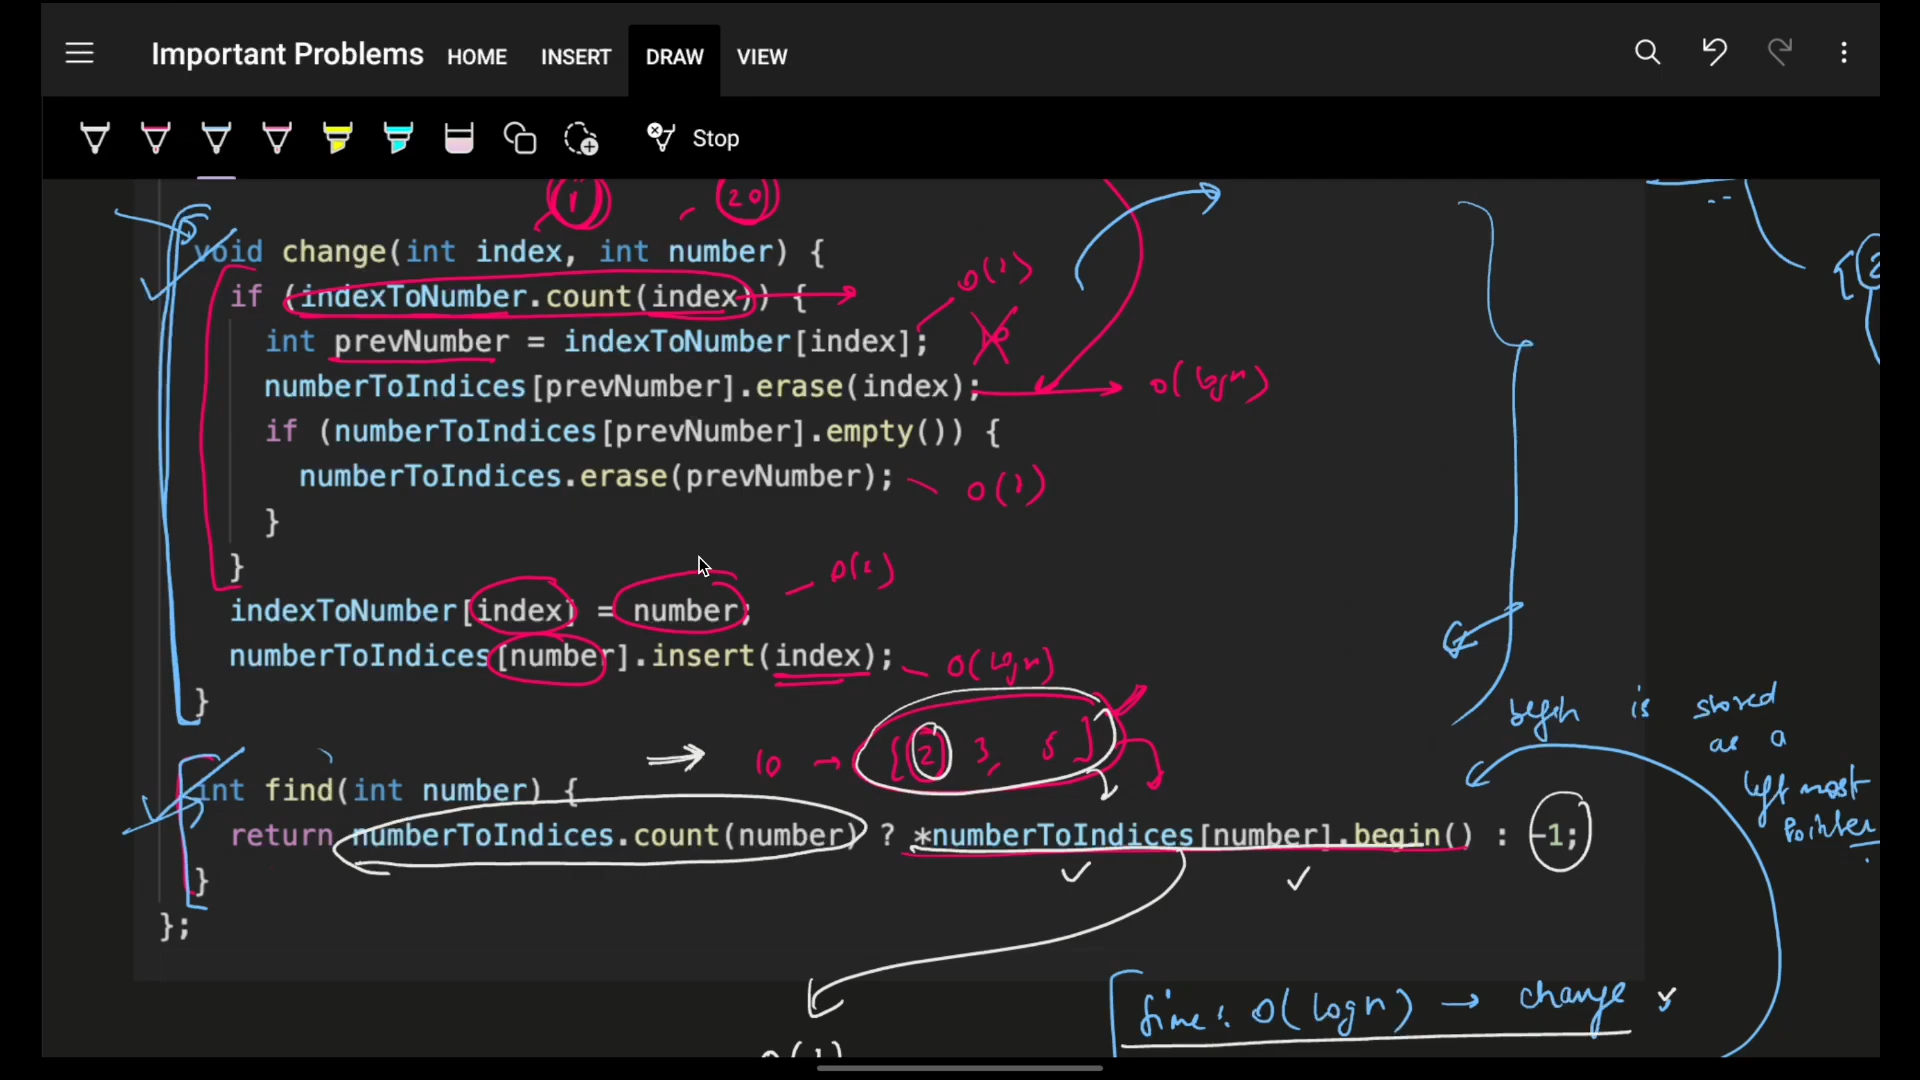 Important Problems HOME INSERT DRAW VIEW
Stop
1 20
void change(int index, int number) {
if (indexToNumber.count(index)) {
O(1)
int prevNumber = indexToNumber[index];
numberToIndices[prevNumber].erase(index); O(logn)
if (numberToIndices[prevNumber].empty()) {
numberToIndices.erase(prevNumber); O(1)
}
}
O(1)
indexToNumber[index] = number;
numberToIndices[number].insert(index); O(logn)
}
begin is stored
as a
left most
Pointer
10 → { 2 3, 5 }
int find(int number) {
return numberToIndices.count(number) ? *numberToIndices[number].begin() : -1;
}
};
time: O(logn) → change
O(1)